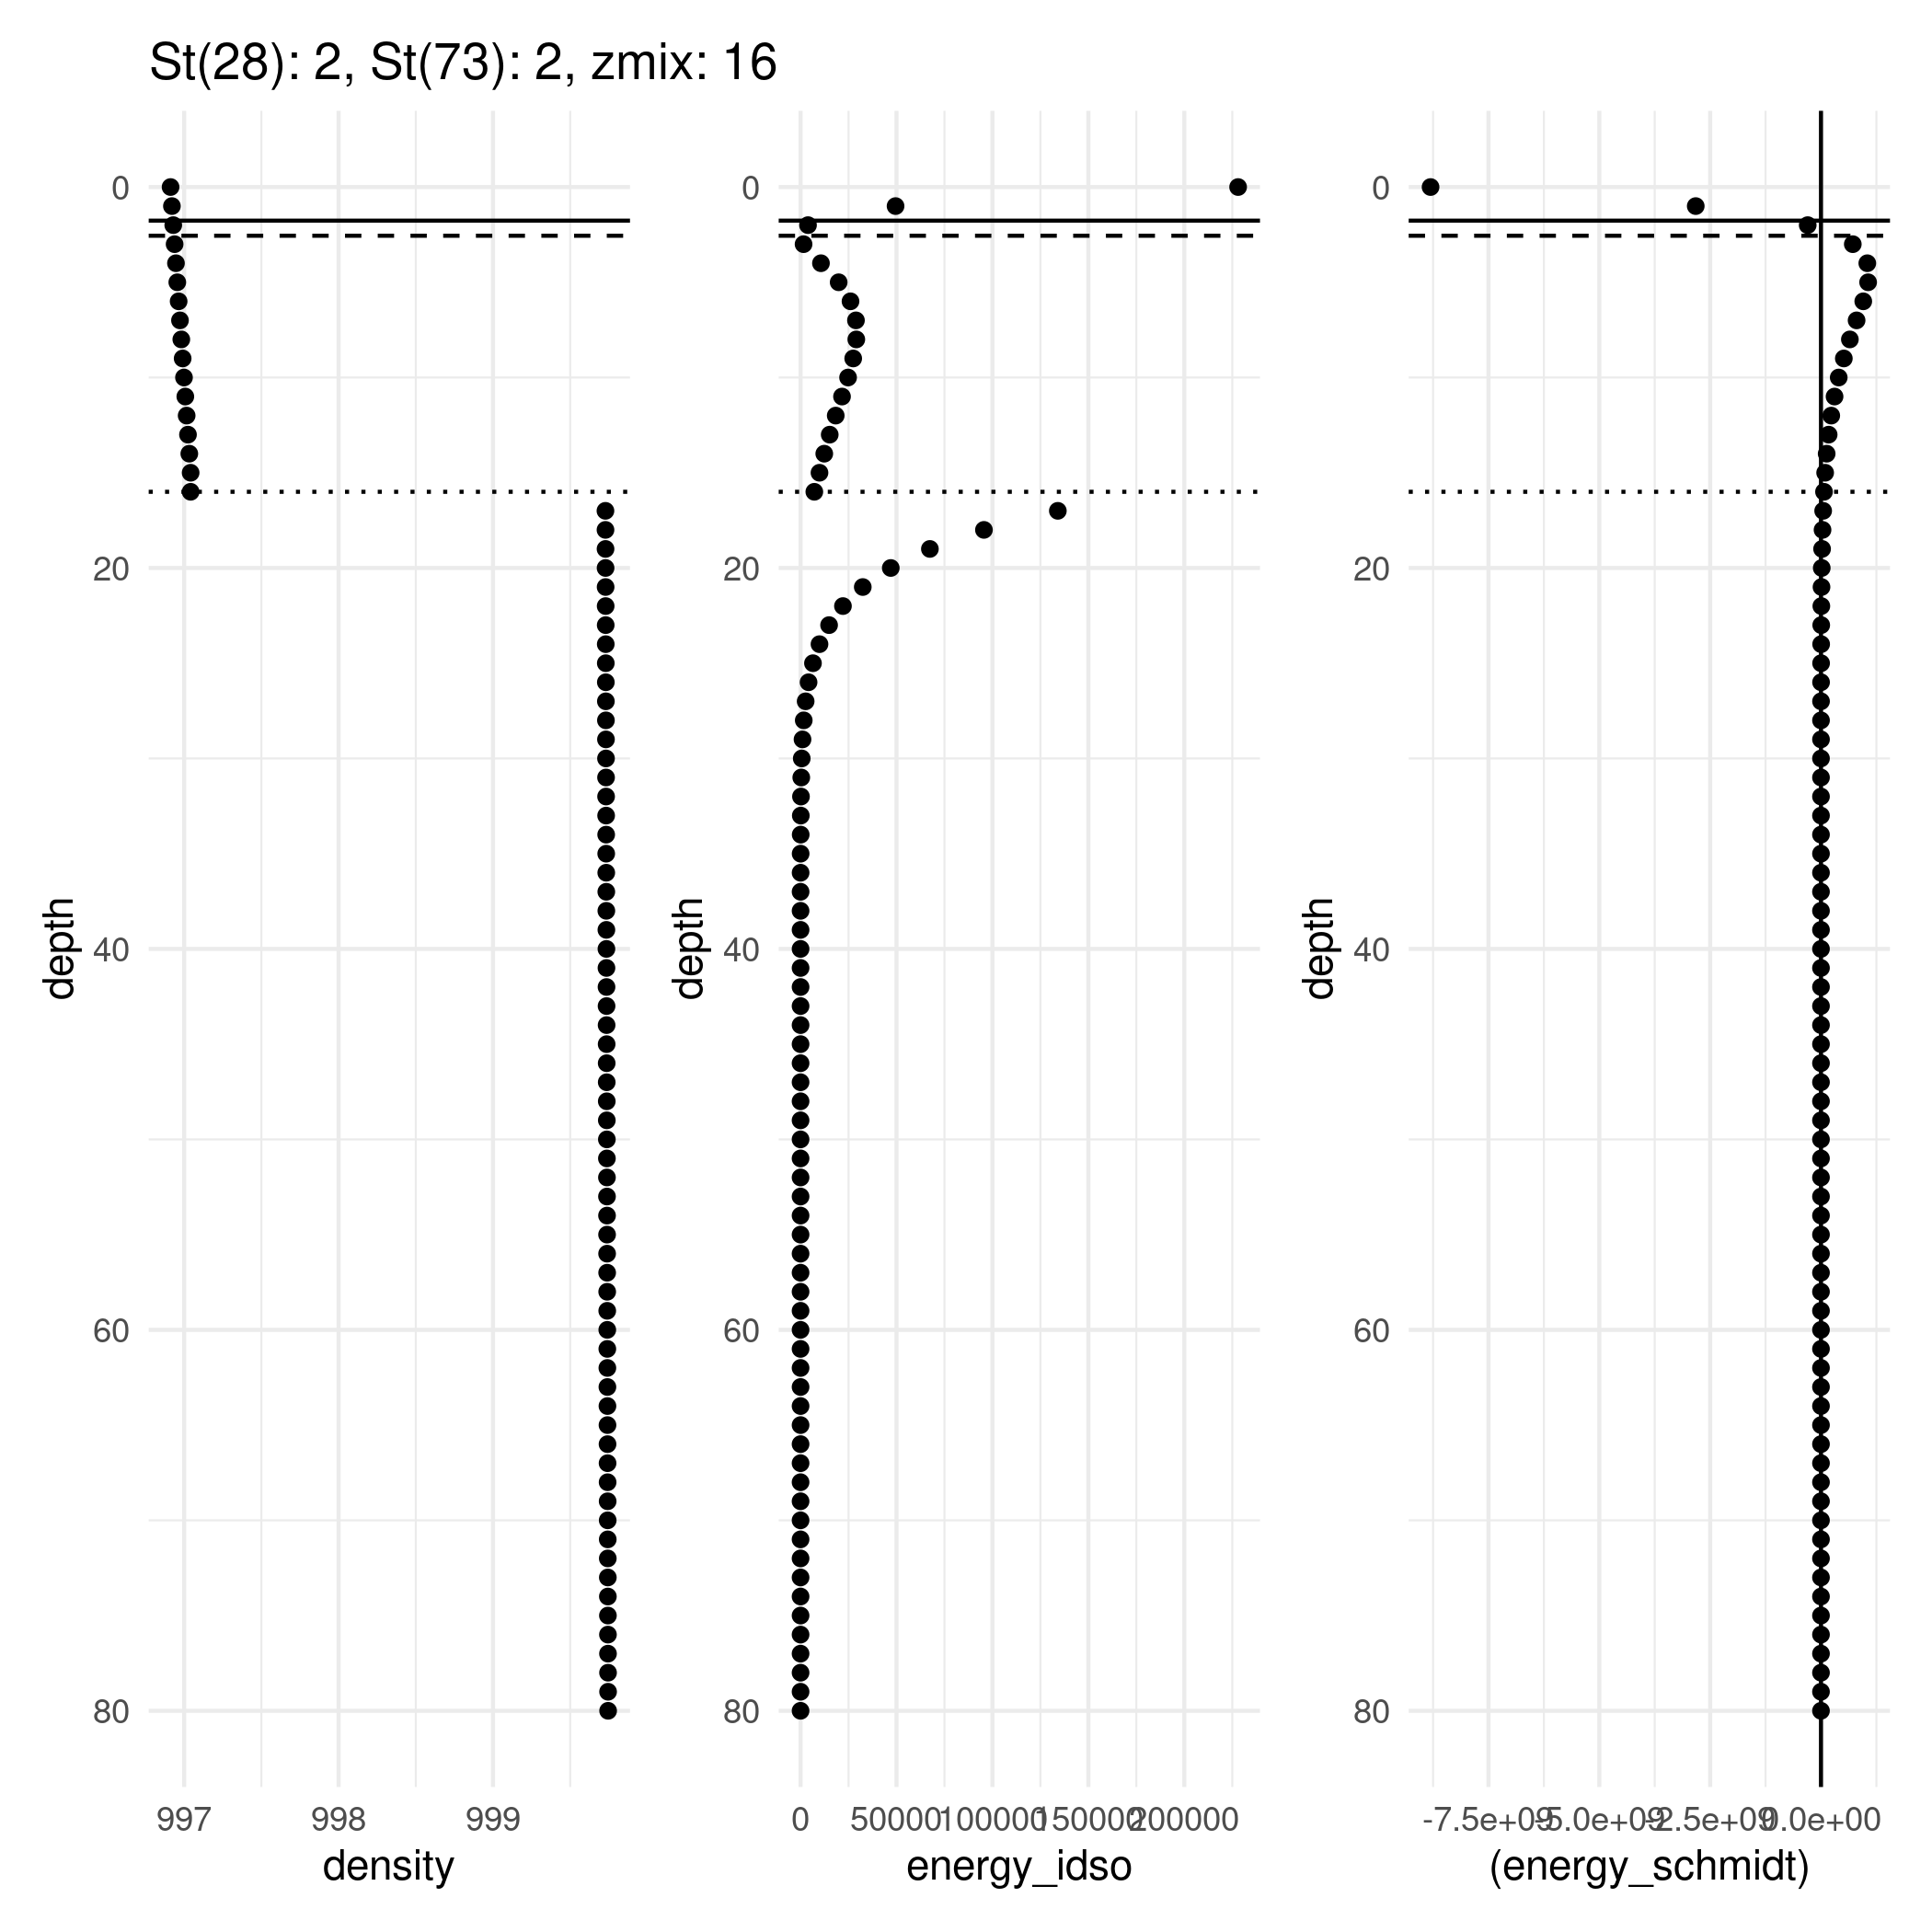 St(28): 2, St(73): 2, zmix: 16
depth
0
20
40
60
80
997
998
999
density
depth
0
20
40
60
80
0
50000
100000
150000
200000
energy_idso
depth
0
20
40
60
80
-7.5e+09
-5.0e+09
-2.5e+09
0.0e+00
(energy_schmidt)